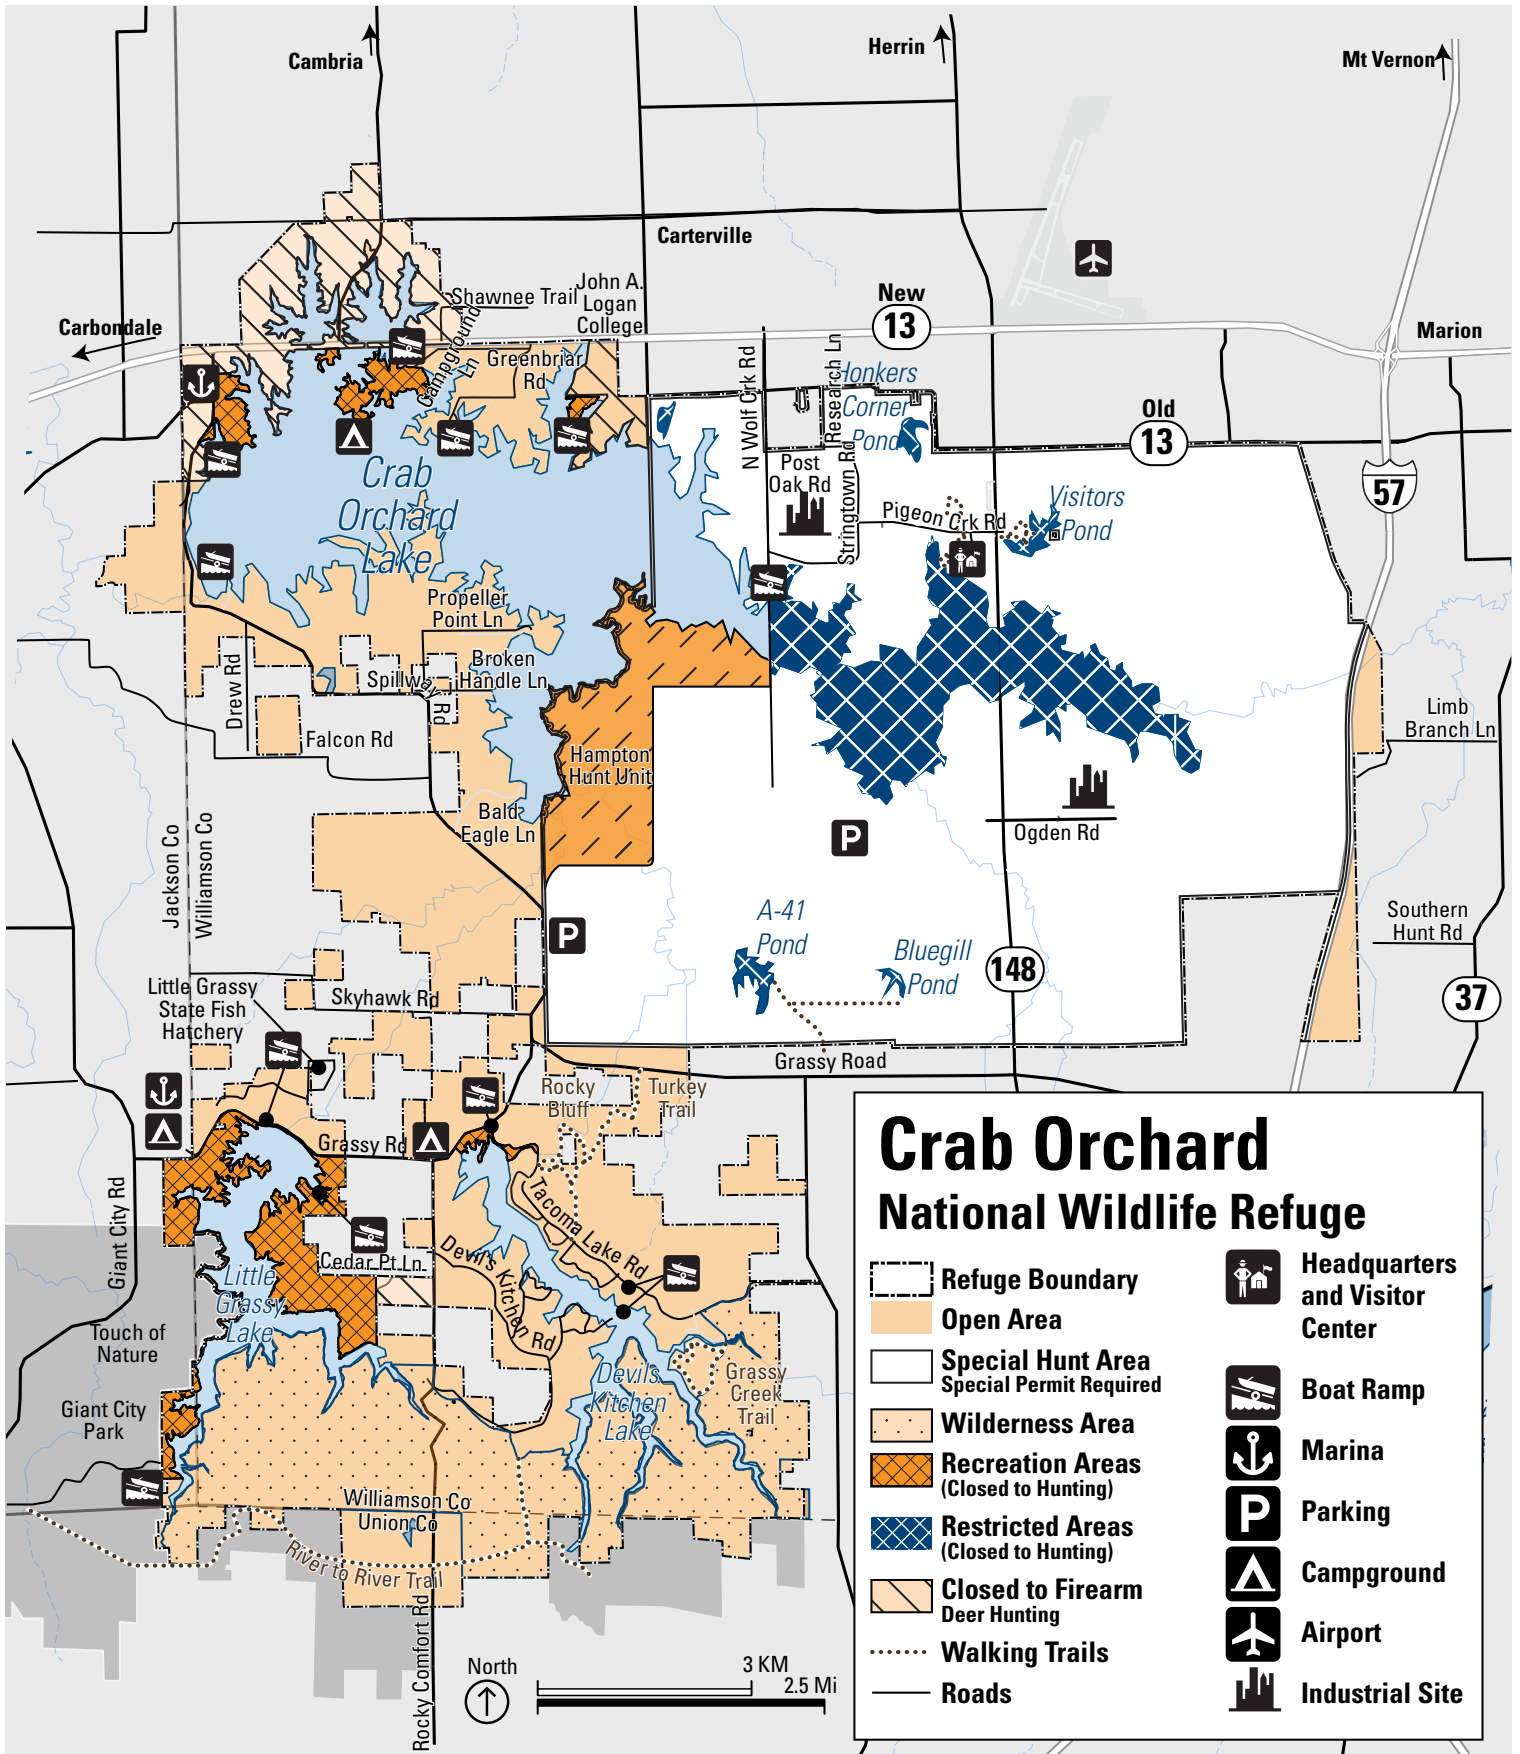 Cambria
Herrin
Mt Vernon
Carterville
Carbondale
Shawnee Trail
John A.
Logan
College
New
13
Marion
Campground
Ln
Greenbriar
Rd
N Wolf Crk Rd
Research Ln
Honkers
Corner
Pond
Old
13
Post
Oak Rd
Stringtown Rd
Pigeon Crk Rd
Visitors
Pond
57
Crab
Orchard
Lake
Propeller
Point Ln
Broken
Handle Ln
Drew Rd
Spillway
Rd
Falcon Rd
Hampton
Hunt Unit
Limb
Branch Ln
Bald
Eagle Ln
Ogden Rd
Jackson Co
Williamson Co
A-41
Pond
Bluegill
Pond
148
Southern
Hunt Rd
37
Little Grassy
State Fish
Hatchery
Skyhawk Rd
Grassy Road
Rocky
Bluff
Turkey
Trail
Grassy Rd
Giant City Rd
Tacoma Lake Rd
Devil's Kitchen Rd
Cedar Pt Ln
Little
Grassy
Lake
Touch of
Nature
Giant City
Park
Devils
Kitchen
Lake
Grassy
Creek
Trail
Williamson Co
Union Co
River to River Trail
Rocky Comfort Rd
North
3 KM
2.5 Mi
Crab Orchard
National Wildlife Refuge
Refuge Boundary
Open Area
Special Hunt Area
Special Permit Required
Wilderness Area
Recreation Areas
(Closed to Hunting)
Restricted Areas
(Closed to Hunting)
Closed to Firearm
Deer Hunting
Walking Trails
Roads
Headquarters
and Visitor
Center
Boat Ramp
Marina
P
Parking
Campground
Airport
Industrial Site
P
P